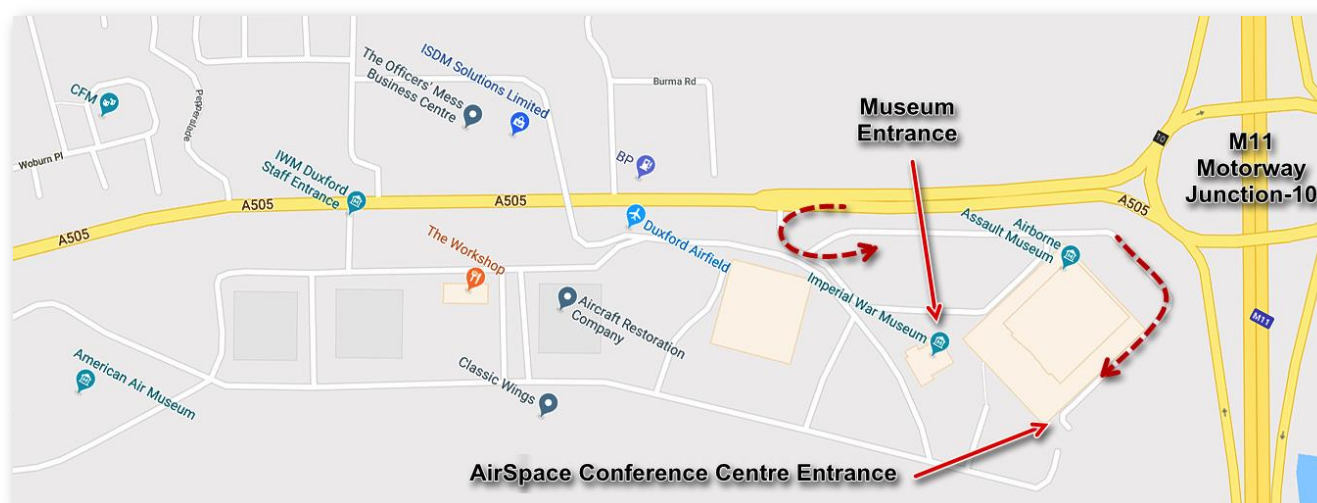 CFM
Woburn Pl
Pepperslade
The Officers' Mess
Business Centre
ISDM Solutions Limited
Burma Rd
BP
Museum
Entrance
10
M11
Motorway
Junction-10
IWM Duxford
Staff Entrance
A505
A505
A505
A505
Duxford Airfield
The Workshop
Airborne
Assault Museum
Imperial War Museum
Aircraft Restoration
Company
M11
American Air Museum
Classic Wings
AirSpace Conference Centre Entrance